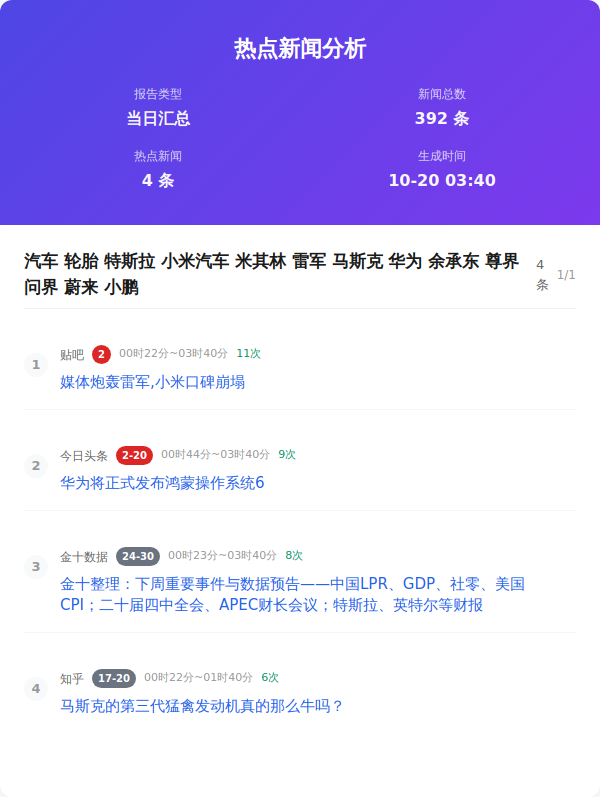 热点新闻分析
报告类型
新闻总数
当日汇总
392 条
热点新闻
生成时间
4 条
10-20 03:40
汽车 轮胎 特斯拉 小米汽车 米其林 雷军 马斯克 华为 余承东 尊界
问界 蔚来 小鹏
4
条
1/1
1
贴吧 2 00时22分~03时40分 11次
媒体炮轰雷军,小米口碑崩塌
2
今日头条 2-20 00时44分~03时40分 9次
华为将正式发布鸿蒙操作系统6
3
金十数据 24-30 00时23分~03时40分 8次
金十整理：下周重要事件与数据预告——中国LPR、GDP、社零、美国
CPI；二十届四中全会、APEC财长会议；特斯拉、英特尔等财报
4
知乎 17-20 00时22分~01时40分 6次
马斯克的第三代猛禽发动机真的那么牛吗？